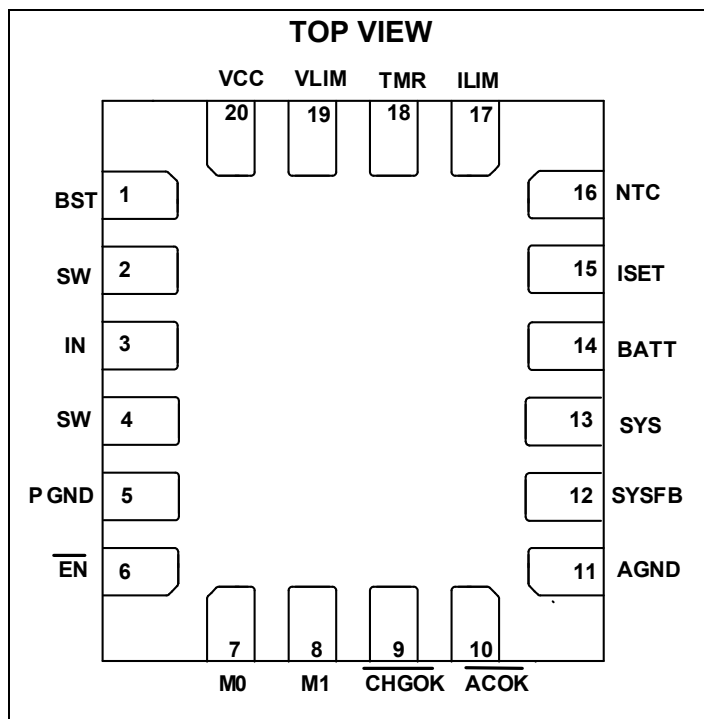 TOP VIEW
VCC VLIM TMR ILIM
20 19 18 17
BST 1 16 NTC
SW 2 15 ISET
IN 3 14 BATT
SW 4 13 SYS
PGND 5 12 SYSFB
EN 6 11 AGND
7 8 9 10
M0 M1 CHGOK ACOK